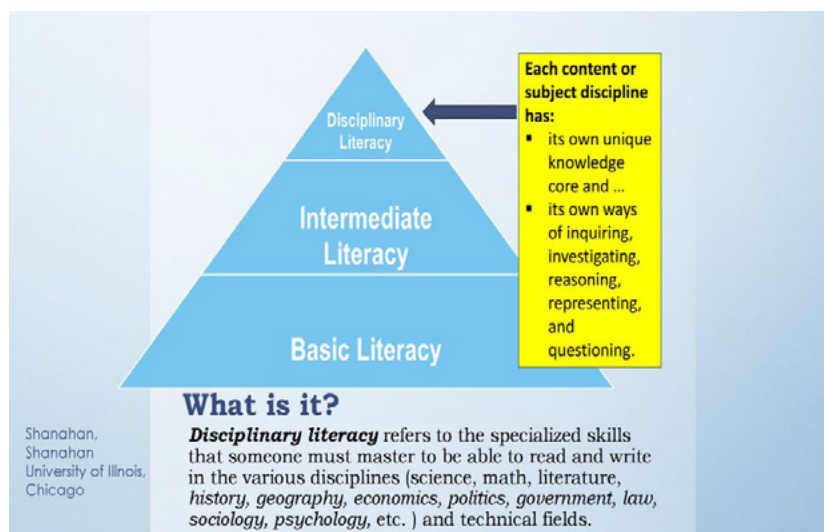 Disciplinary
Literacy
Intermediate
Literacy
Basic Literacy
Each content or
subject discipline
has:
▪ its own unique
knowledge
core and ...
▪ its own ways
of inquiring,
investigating,
reasoning,
representing,
and
questioning.
What is it?
Disciplinary literacy refers to the specialized skills
that someone must master to be able to read and write
in the various disciplines (science, math, literature,
history, geography, economics, politics, government, law,
sociology, psychology, etc. ) and technical fields.
Shanahan,
Shanahan
University of Illnois,
Chicago